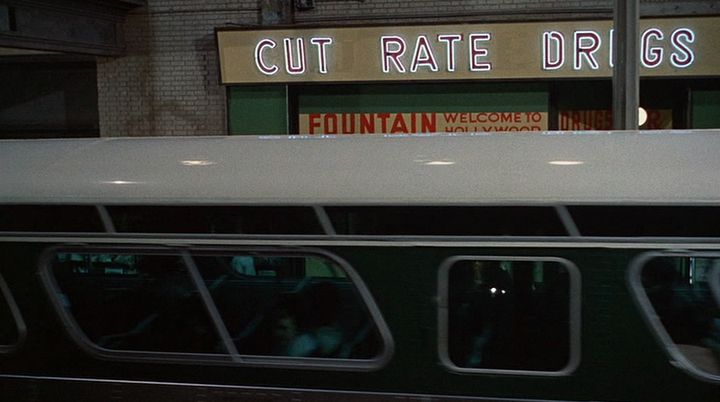 CUT RATE DRUGS
FOUNTAIN WELCOME TO
HOLLYWOOD
DRUGS